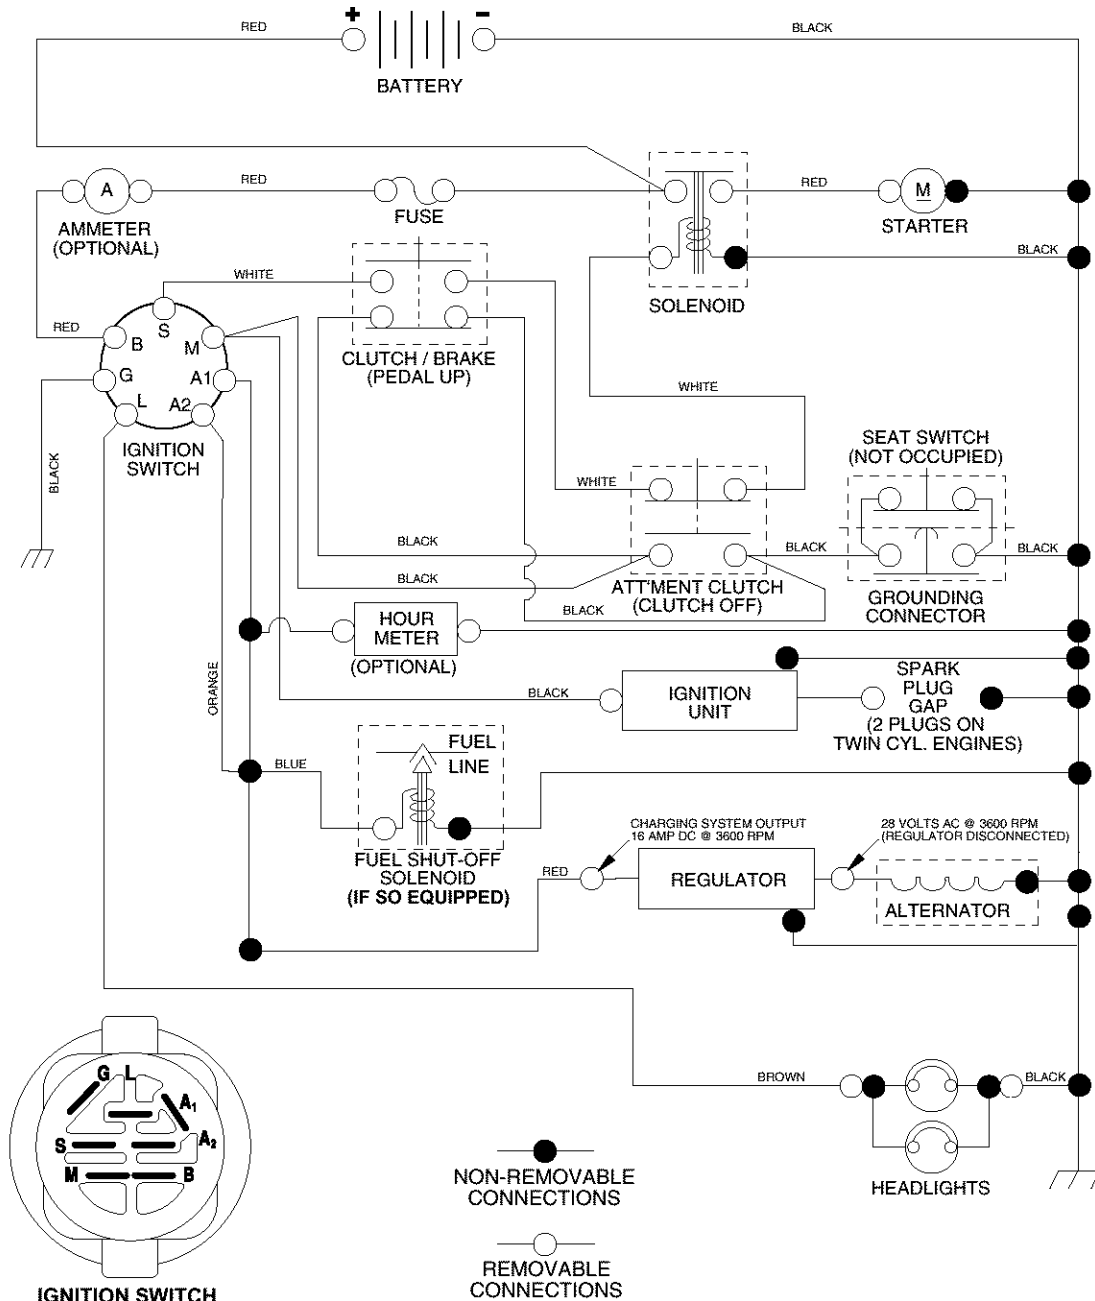 RED
+
-
BLACK
BATTERY
A
RED
AMMETER
(OPTIONAL)
FUSE
SOLENOID
RED
M
STARTER
BLACK
WHITE
CLUTCH / BRAKE
(PEDAL UP)
RED
S
B
M
G
A1
L
A2
IGNITION
SWITCH
BLACK
WHITE
WHITE
SEAT SWITCH
(NOT OCCUPIED)
BLACK
BLACK
BLACK
BLACK
BLACK
ATT'MENT CLUTCH
(CLUTCH OFF)
GROUNDING
CONNECTOR
HOUR
METER
(OPTIONAL)
ORANGE
BLACK
IGNITION
UNIT
SPARK
PLUG
GAP
(2 PLUGS ON
TWIN CYL. ENGINES)
BLUE
FUEL
LINE
FUEL SHUT-OFF
SOLENOID
(IF SO EQUIPPED)
CHARGING SYSTEM OUTPUT
16 AMP DC @ 3600 RPM
28 VOLTS AC @ 3600 RPM
(REGULATOR DISCONNECTED)
RED
REGULATOR
ALTERNATOR
BROWN
BLACK
HEADLIGHTS
G
L
A1
A2
S
M
B
IGNITION SWITCH
NON-REMOVABLE
CONNECTIONS
REMOVABLE
CONNECTIONS